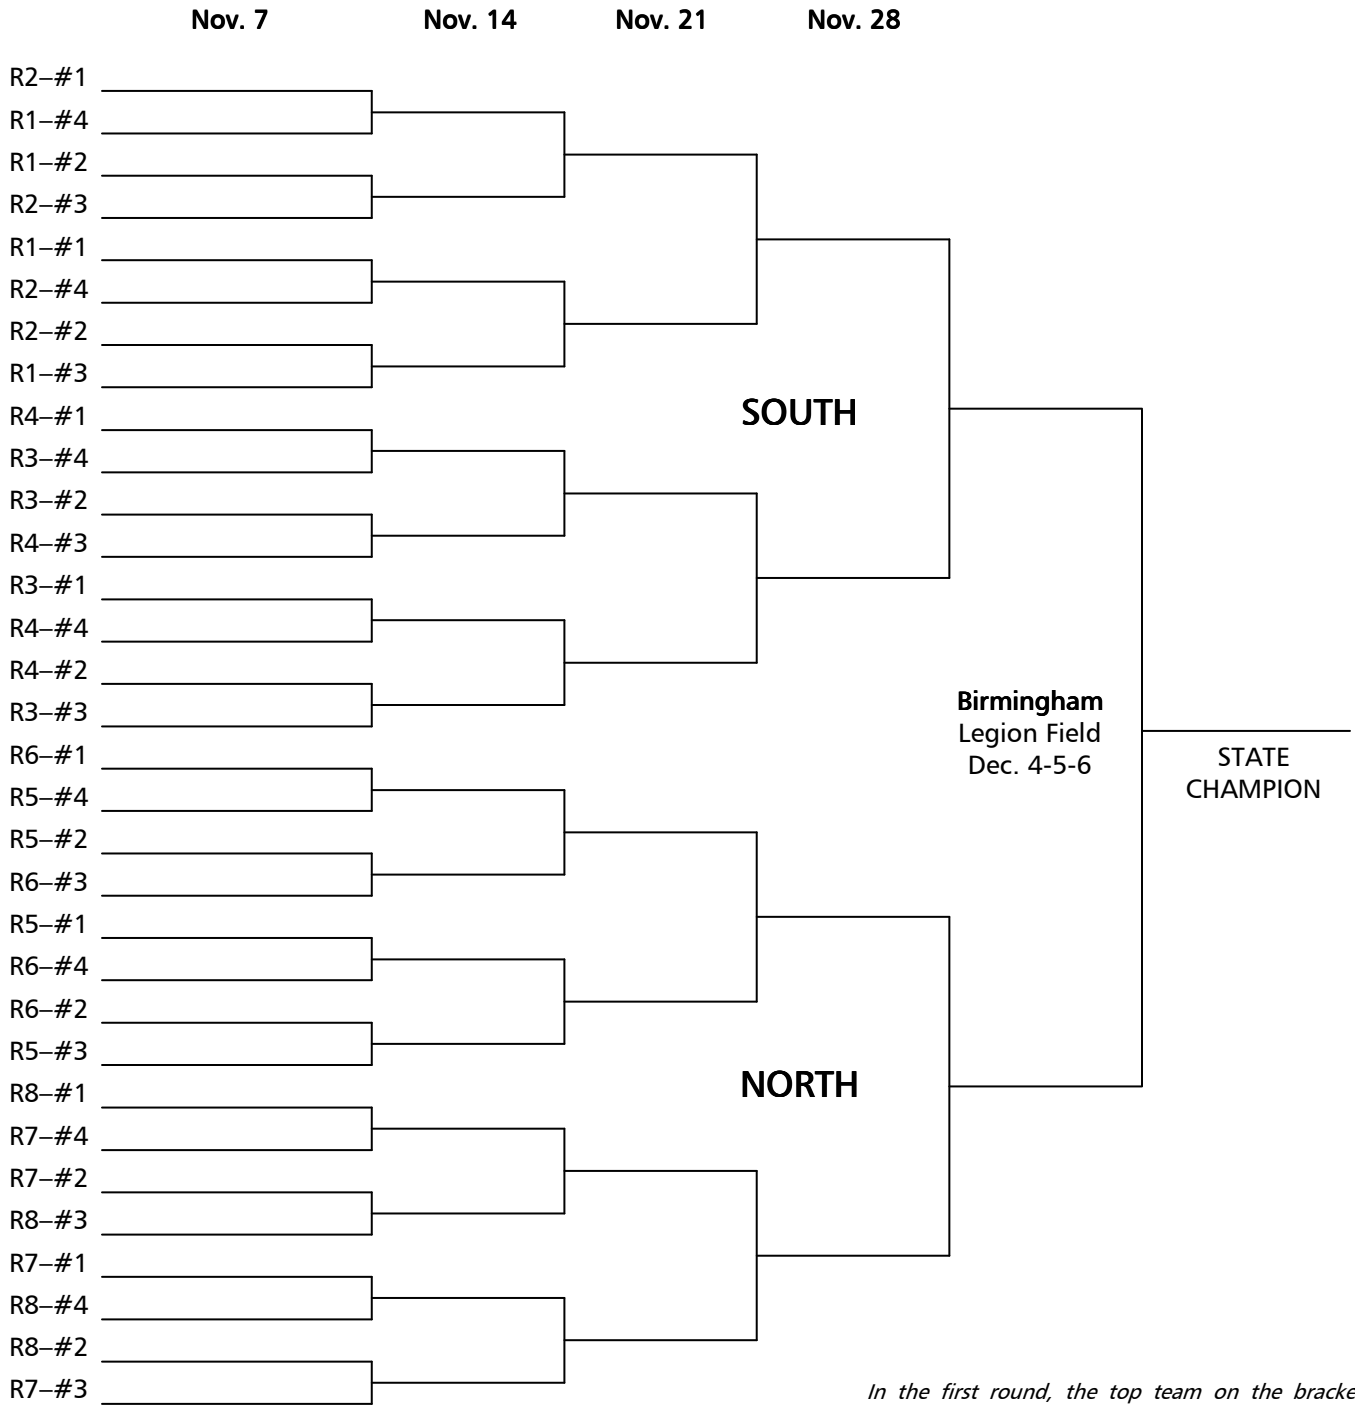 Nov. 7 Nov. 14 Nov. 21 Nov. 28
R2–#1
R1–#4
R1–#2
R2–#3
R1–#1
R2–#4
R2–#2
R1–#3
R4–#1
R3–#4
R3–#2
R4–#3
R3–#1
R4–#4
R4–#2
R3–#3
SOUTH
R6–#1
R5–#4
R5–#2
R6–#3
R5–#1
R6–#4
R6–#2
R5–#3
R8–#1
R7–#4
R7–#2
R8–#3
R7–#1
R8–#4
R8–#2
R7–#3
NORTH
Birmingham
Legion Field
Dec. 4-5-6
STATE
CHAMPION
In the first round, the top team on the bracke